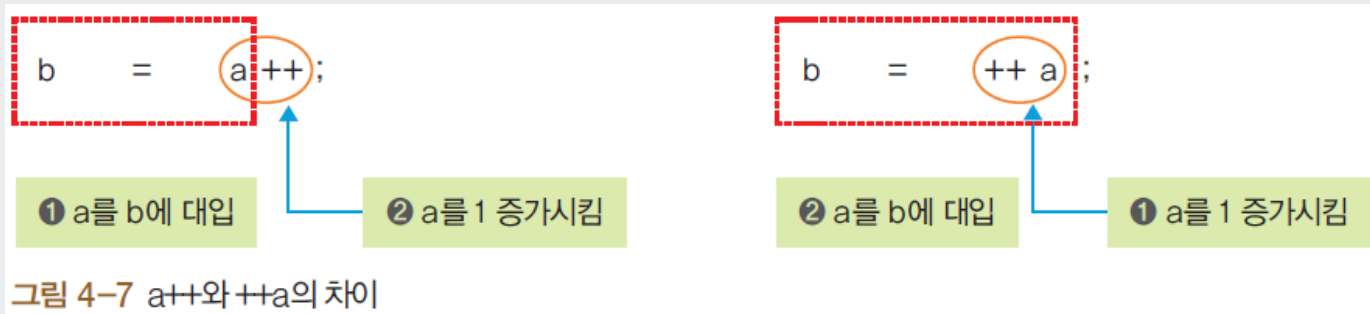 b = a ++ ;
b = ++ a ;
❶ a를 b에 대입
❷ a를 1 증가시킴
❷ a를 b에 대입
❶ a를 1 증가시킴
그림 4-7 a++와 ++a의 차이